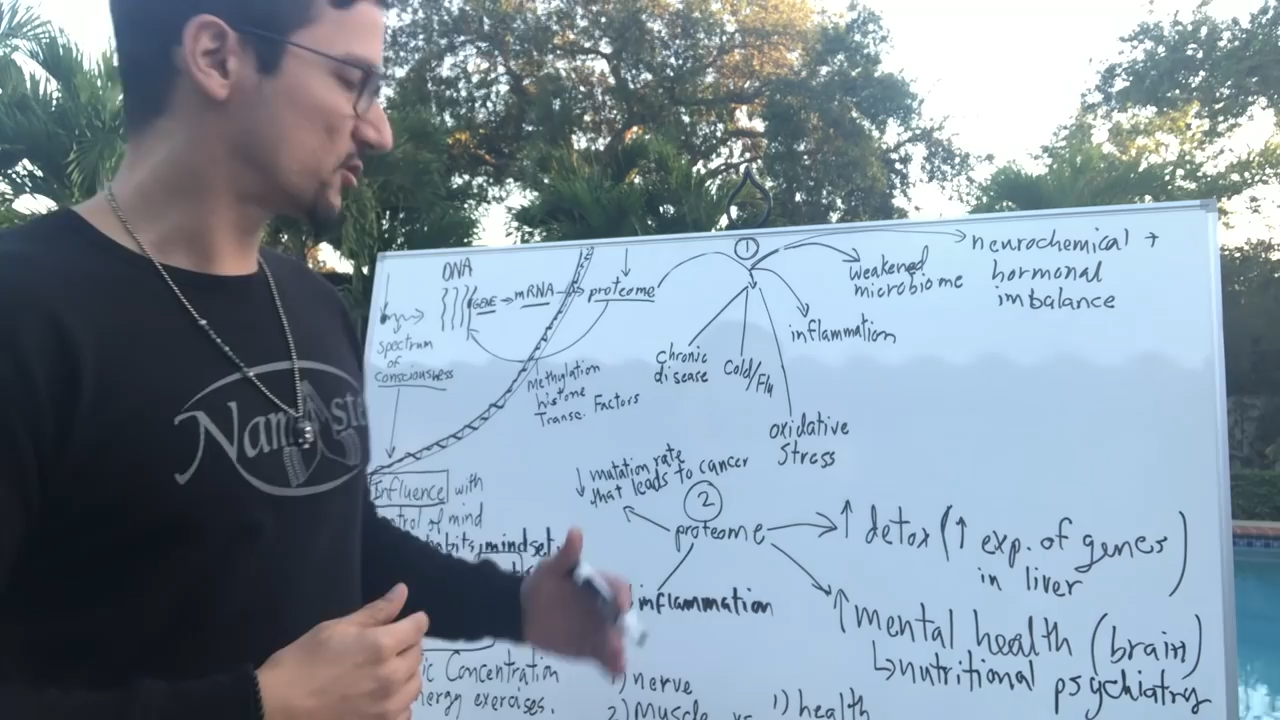 DNA
GENE → mRNA → proteome
spectrum
of
consciousness
Methylation
histone
Transc. Factors
1
neurochemical +
hormonal
imbalance
weakened
microbiome
inflammation
chronic
disease
Cold/Flu
oxidative
stress
Influence with
of mind
mindset
Concentration
exercises.
↓ mutation rate
that leads to cancer
2
proteome
↑ detox (↑ exp. of genes
in liver)
inflammation
↑ mental health (brain)
↳ nutritional
psychiatry
1) nerve
2) Muscle vs
1) health
Namaste